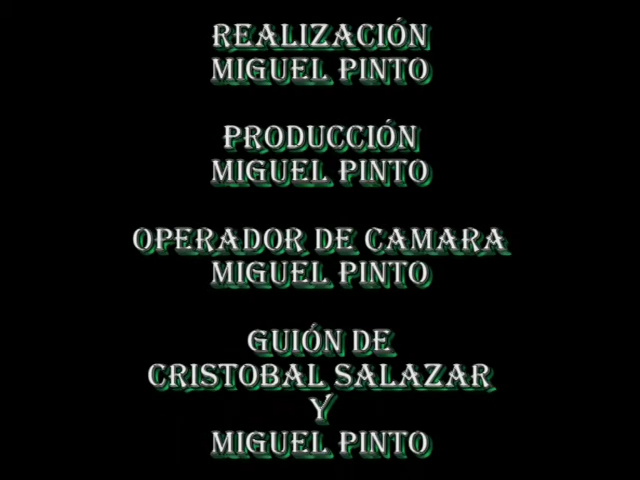 REALIZACIÓN
MIGUEL PINTO
PRODUCCIÓN
MIGUEL PINTO
OPERADOR DE CAMARA
MIGUEL PINTO
GUIÓN DE
CRISTOBAL SALAZAR
Y
MIGUEL PINTO